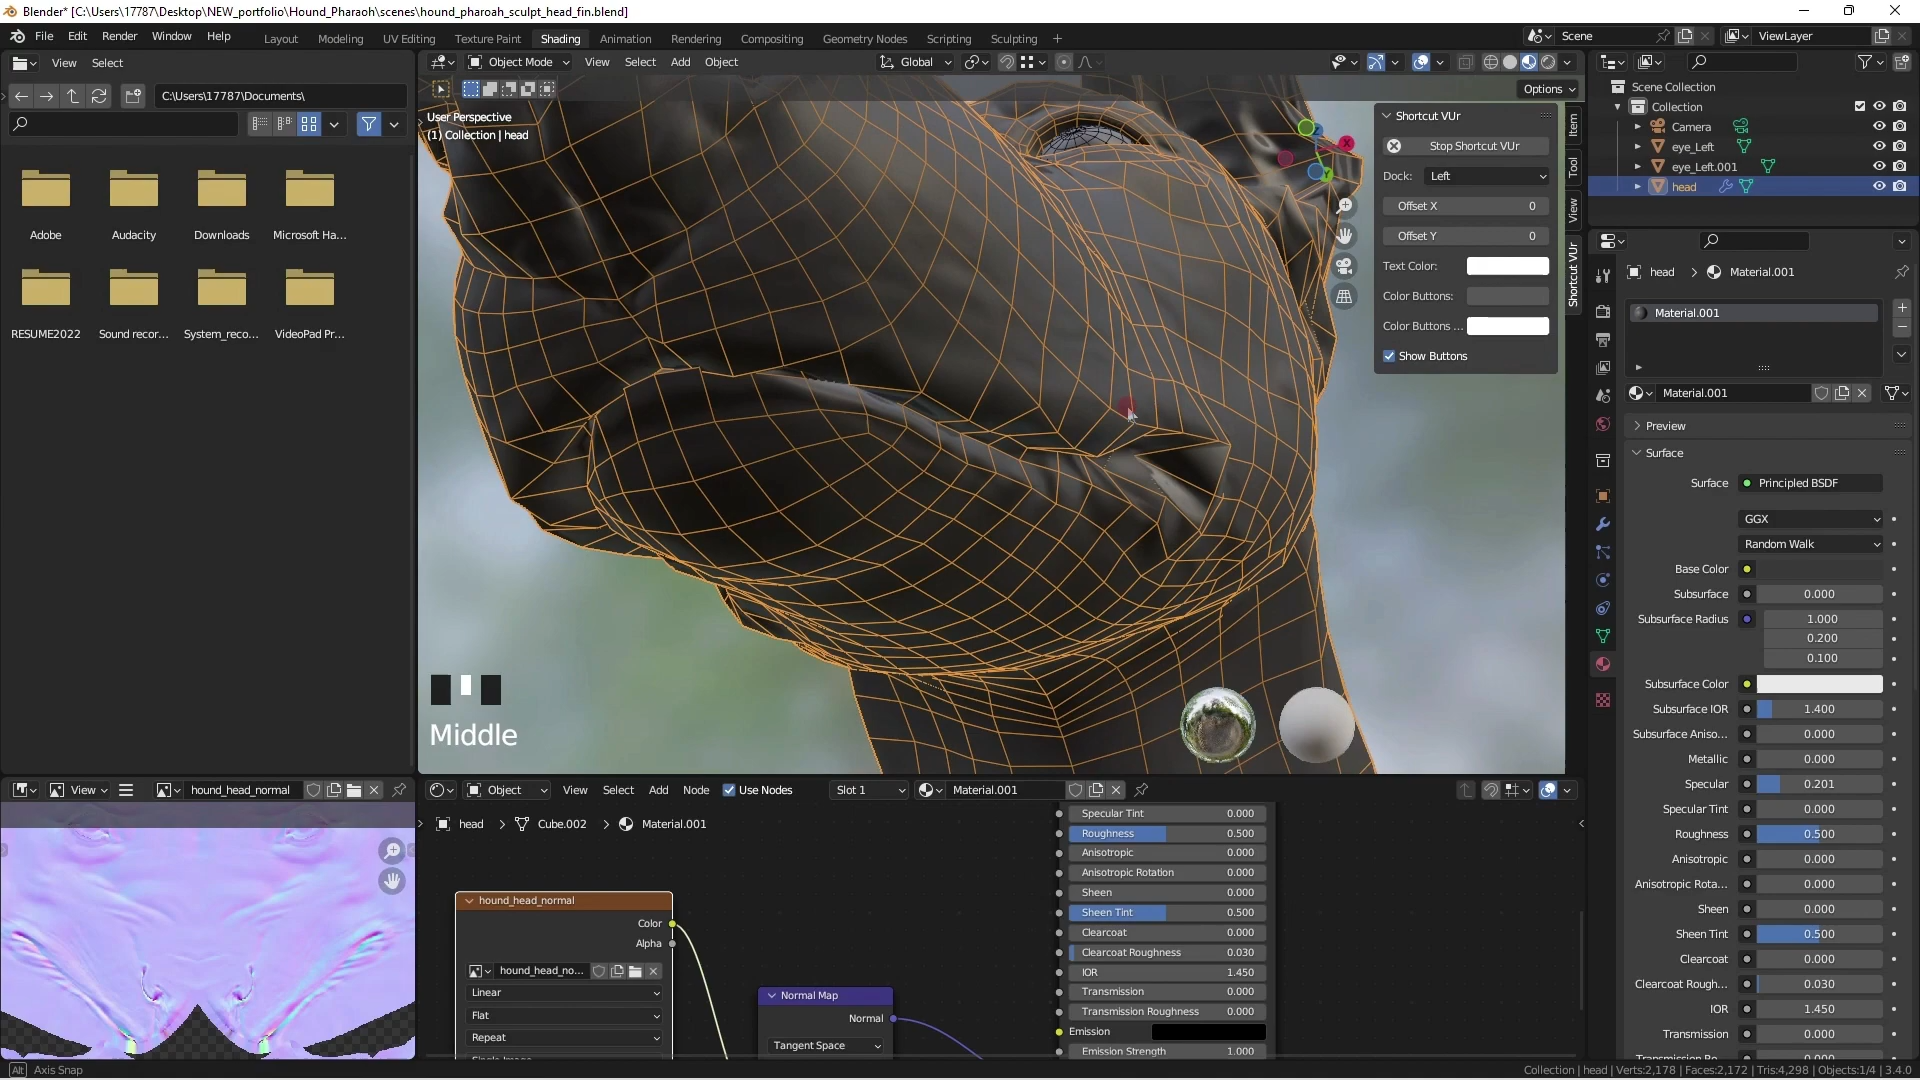 Blender* [C:\Users\17787\Desktop\NEW_portfolio\Hound_Pharaoh\scenes\hound_pharoah_sculpt_head_fin.blend]
File Edit Render Window Help Layout Modeling UV Editing Texture Paint Shading Animation Rendering Compositing Geometry Nodes Scripting Sculpting + Scene ViewLayer
View Select Object Mode View Select Add Object Global
C:\Users\17787\Documents\ Options
User Perspective
(1) Collection | head
Adobe Audacity Downloads Microsoft Ha...
RESUME2022 Sound recor... System_reco... VideoPad Pr...
Shortcut VUr
Stop Shortcut VUr
Dock: Left
Offset X 0
Offset Y 0
Text Color:
Color Buttons:
Color Buttons ...
Show Buttons
Item
Tool
View
Shortcut VUr
X
Y
Z
Middle
Scene Collection
Collection
Camera
eye_Left
eye_Left.001
head
head > Material.001
Material.001
Material.001
Preview
Surface
Surface Principled BSDF
GGX
Random Walk
Base Color
Subsurface 0.000
Subsurface Radius 1.000
0.200
0.100
Subsurface Color
Subsurface IOR 1.400
Subsurface Aniso... 0.000
Metallic 0.000
Specular 0.201
Specular Tint 0.000
Roughness 0.500
Anisotropic 0.000
Anisotropic Rota... 0.000
Sheen 0.000
Sheen Tint 0.500
Clearcoat 0.000
Clearcoat Rough... 0.030
IOR 1.450
Transmission 0.000
Transmission Ro... 0.000
View hound_head_normal
Object View Select Add Node Use Nodes Slot 1 Material.001
head > Cube.002 > Material.001
hound_head_normal
Color
Alpha
hound_head_no...
Linear
Flat
Repeat
Single Image
Normal Map
Normal
Tangent Space
Specular Tint 0.000
Roughness 0.500
Anisotropic 0.000
Anisotropic Rotation 0.000
Sheen 0.000
Sheen Tint 0.500
Clearcoat 0.000
Clearcoat Roughness 0.030
IOR 1.450
Transmission 0.000
Transmission Roughness 0.000
Emission
Emission Strength 1.000
Alt Axis Snap
Collection | head | Verts:2,178 | Faces:2,172 | Tris:4,298 | Objects:1/4 | 3.4.0